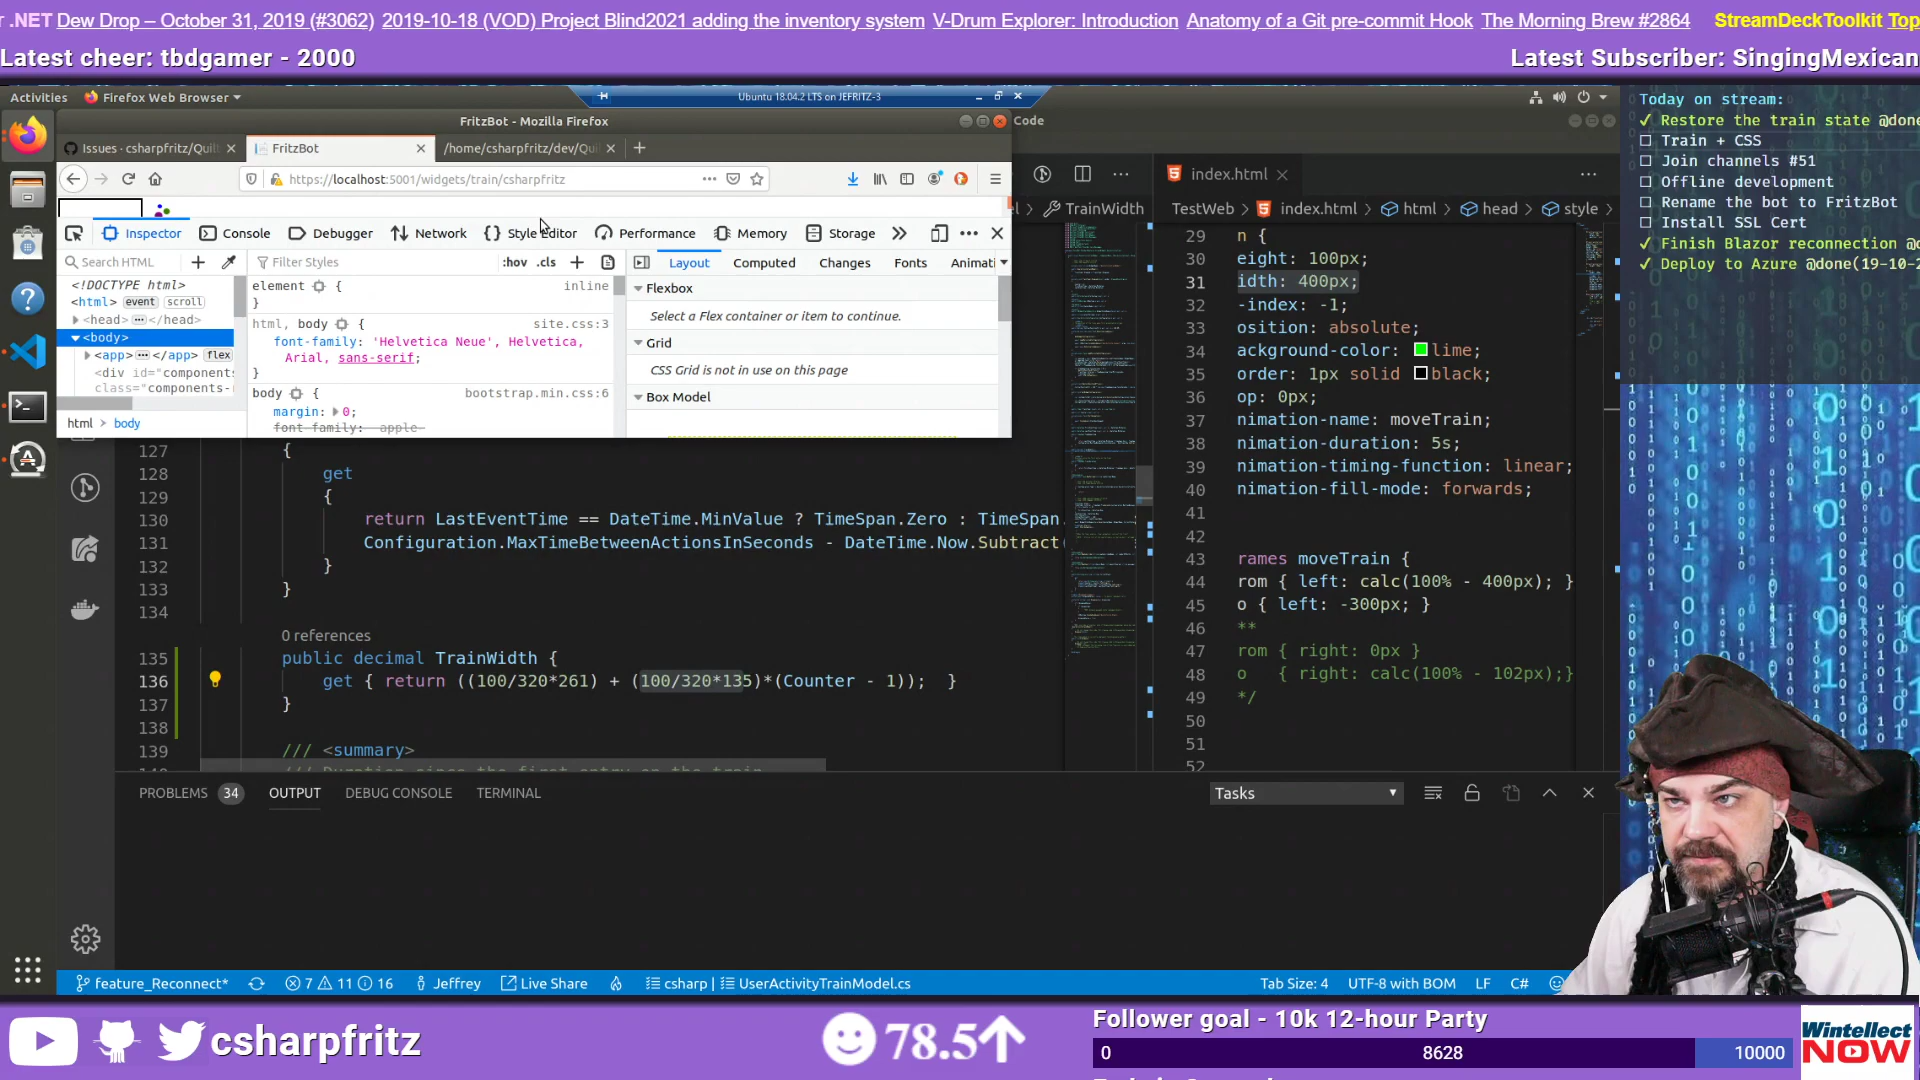 .NET Dew Drop – October 31, 2019 (#3062) 2019-10-18 (VOD) Project Blind2021 adding the inventory system V-Drum Explorer: Introduction Anatomy of a Git pre-commit Hook The Morning Brew #2864 StreamDeckToolkit Top
Latest cheer: tbdgamer - 2000
Latest Subscriber: SingingMexican
Activities
Firefox Web Browser
Ubuntu 18.04.2 LTS on JEFRITZ-3
FritzBot - Mozilla Firefox
Code
Issues · csharpfritz/Quil
FritzBot
/home/csharpfritz/dev/Qui
https://localhost:5001/widgets/train/csharpfritz
Inspector
Console
Debugger
Network
Style Editor
Performance
Memory
Storage
Search HTML
Filter Styles
:hov .cls
Layout
Computed
Changes
Fonts
Animati
<!DOCTYPE html>
<html> event scroll
<head> </head>
<body>
<app> </app> flex
<div id="component
class="components-
html > body
element {
inline
}
html, body {
site.css:3
font-family: 'Helvetica Neue', Helvetica,
Arial, sans-serif;
}
body {
bootstrap.min.css:6
margin: 0;
font-family: -apple-
Flexbox
Select a Flex container or item to continue.
Grid
CSS Grid is not in use on this page
Box Model
TrainWidth
index.html
TestWeb > index.html > html > head > style
29 n {
30 eight: 100px;
31 idth: 400px;
32 -index: -1;
33 osition: absolute;
34 ackground-color: lime;
35 order: 1px solid black;
36 op: 0px;
37 nimation-name: moveTrain;
38 nimation-duration: 5s;
39 nimation-timing-function: linear;
40 nimation-fill-mode: forwards;
41
42
43 rames moveTrain {
44 rom { left: calc(100% - 400px); }
45 o { left: -300px; }
46 **
47 rom { right: 0px }
48 o { right: calc(100% - 102px);}
49 */
50
51
52
127 {
128 get
129 {
130 return LastEventTime == DateTime.MinValue ? TimeSpan.Zero : TimeSpan.
131 Configuration.MaxTimeBetweenActionsInSeconds - DateTime.Now.Subtract(
132 }
133 }
134
0 references
135 public decimal TrainWidth {
136 get { return ((100/320*261) + (100/320*135)*(Counter - 1)); }
137 }
138
139 /// <summary>
PROBLEMS 34
OUTPUT
DEBUG CONSOLE
TERMINAL
Tasks
feature_Reconnect*
7 11 16
Jeffrey
Live Share
csharp | UserActivityTrainModel.cs
Tab Size: 4
UTF-8 with BOM
LF
C#
Today on stream:
✓ Restore the train state @done
☐ Train + CSS
☐ Join channels #51
☐ Offline development
☐ Rename the bot to FritzBot
☐ Install SSL Cert
✓ Finish Blazor reconnection @d
✓ Deploy to Azure @done(19-10-2
csharpfritz
78.5
Follower goal - 10k 12-hour Party
0 8628 10000
Wintellect
NOW